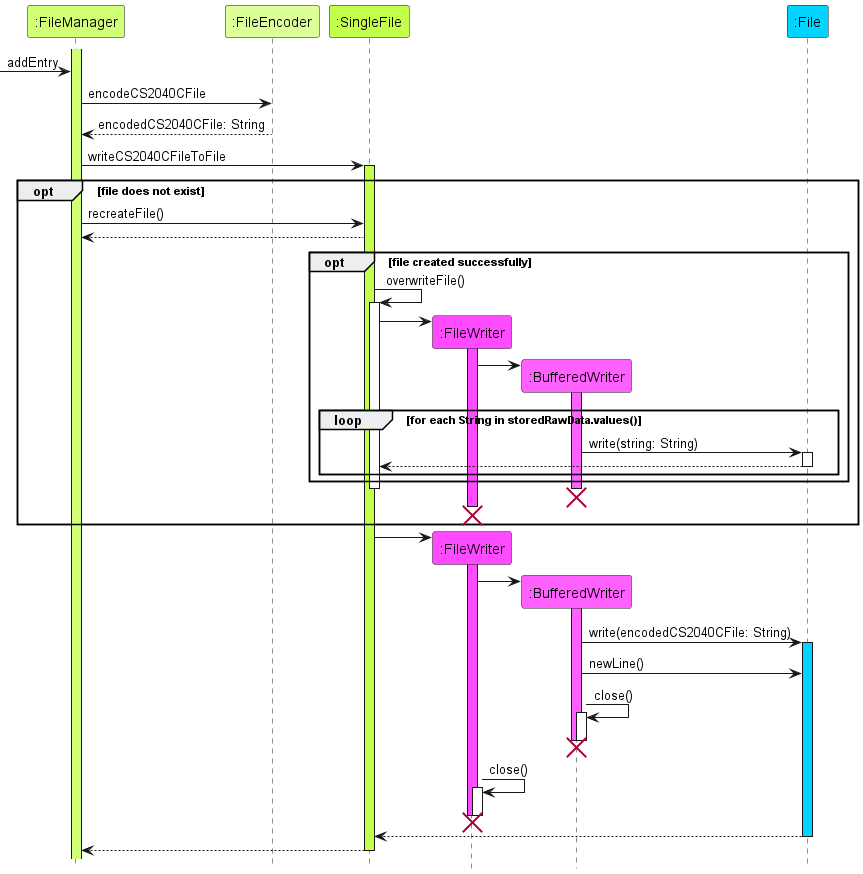 :FileManager
:FileEncoder
:SingleFile
:File
addEntry
encodeCS2040CFile
encodedCS2040CFile: String
writeCS2040CFileToFile
opt
[file does not exist]
recreateFile()
opt
[file created successfully]
overwriteFile()
:FileWriter
:BufferedWriter
loop
[for each String in storedRawData.values()]
write(string: String)
:FileWriter
:BufferedWriter
write(encodedCS2040CFile: String)
newLine()
close()
close()